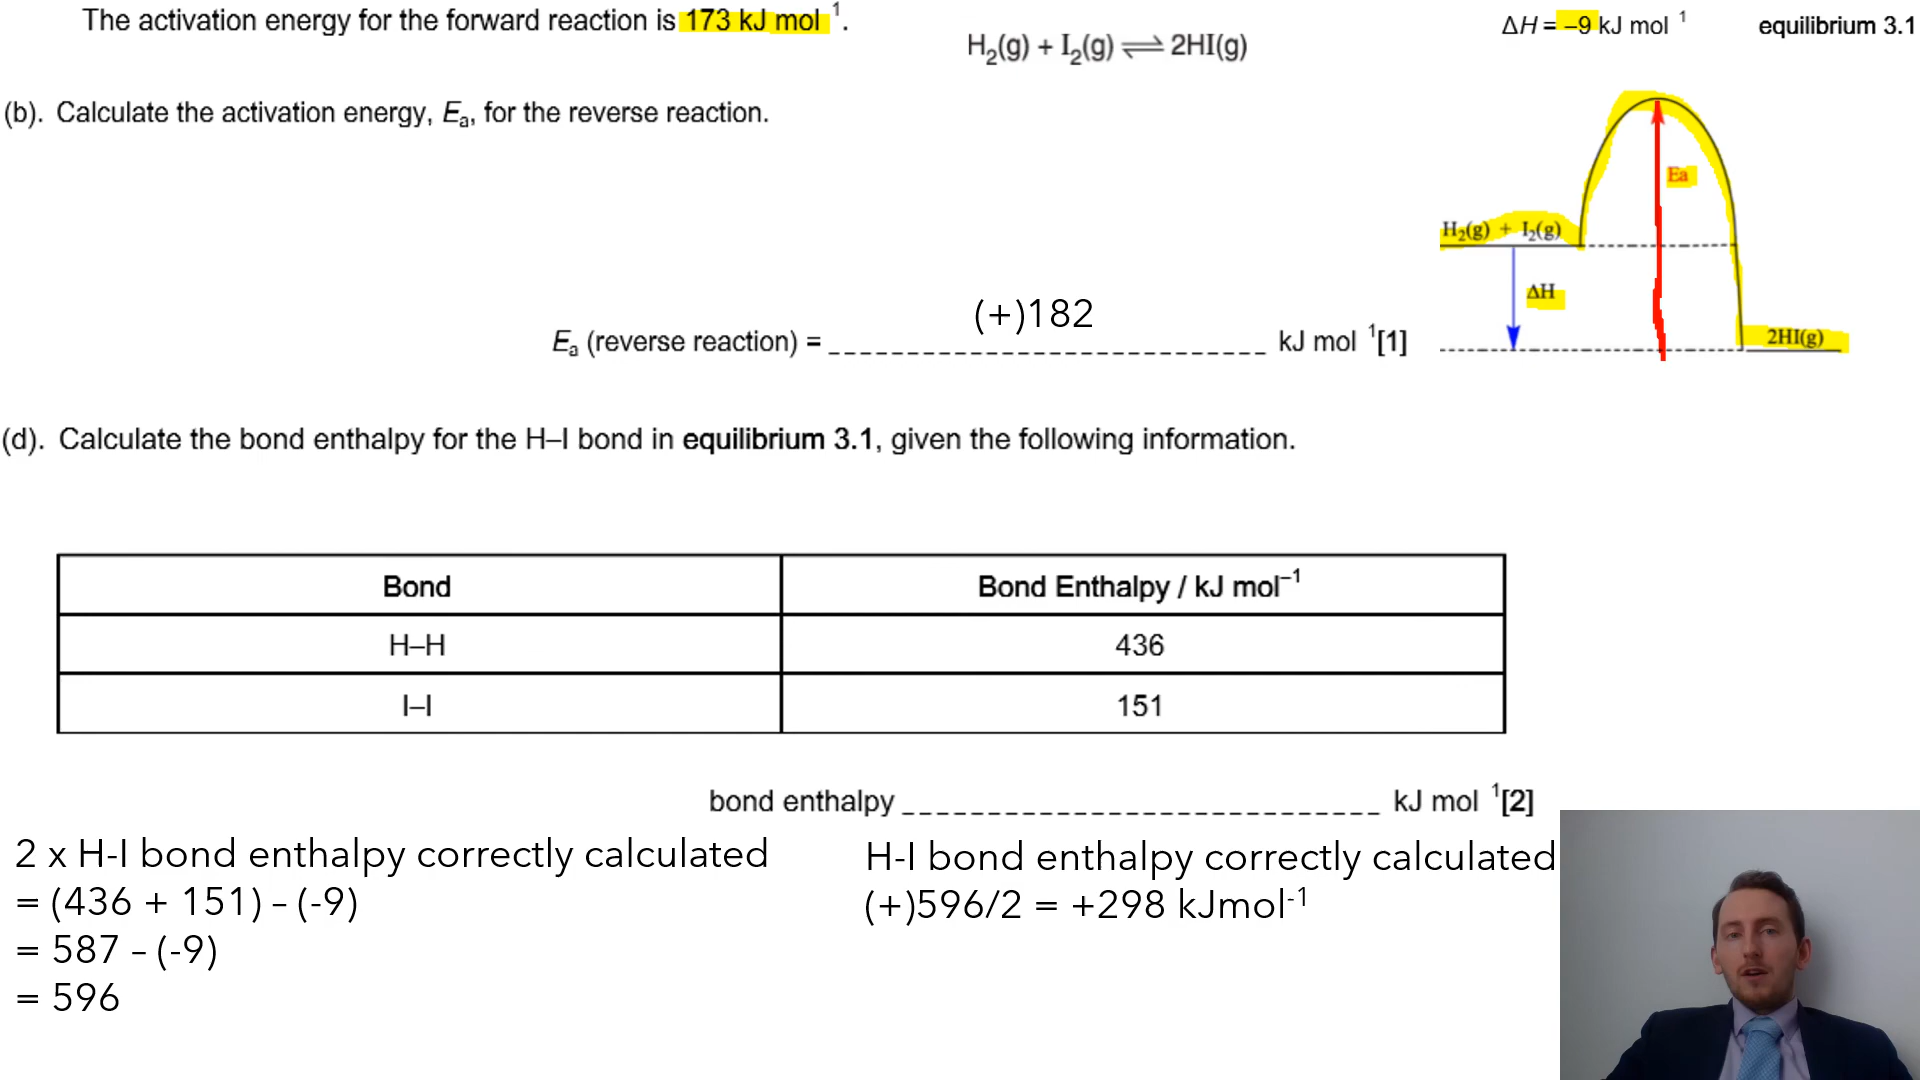 The activation energy for the forward reaction is 173 kJ mol ¹.
H₂(g) + I₂(g) ⇌ 2HI(g)
ΔH = –9 kJ mol ¹
equilibrium 3.1
(b). Calculate the activation energy, Eₐ, for the reverse reaction.
Ea
H₂(g) + I₂(g)
ΔH
2HI(g)
(+)182
Eₐ (reverse reaction) = ____________________________ kJ mol ¹[1]
(d). Calculate the bond enthalpy for the H–I bond in equilibrium 3.1, given the following information.
Bond
Bond Enthalpy / kJ mol⁻¹
H–H
436
I–I
151
bond enthalpy ____________________________ kJ mol ¹[2]
2 x H-I bond enthalpy correctly calculated
= (436 + 151) – (-9)
= 587 – (-9)
= 596
H-I bond enthalpy correctly calculated
(+)596/2 = +298 kJmol⁻¹